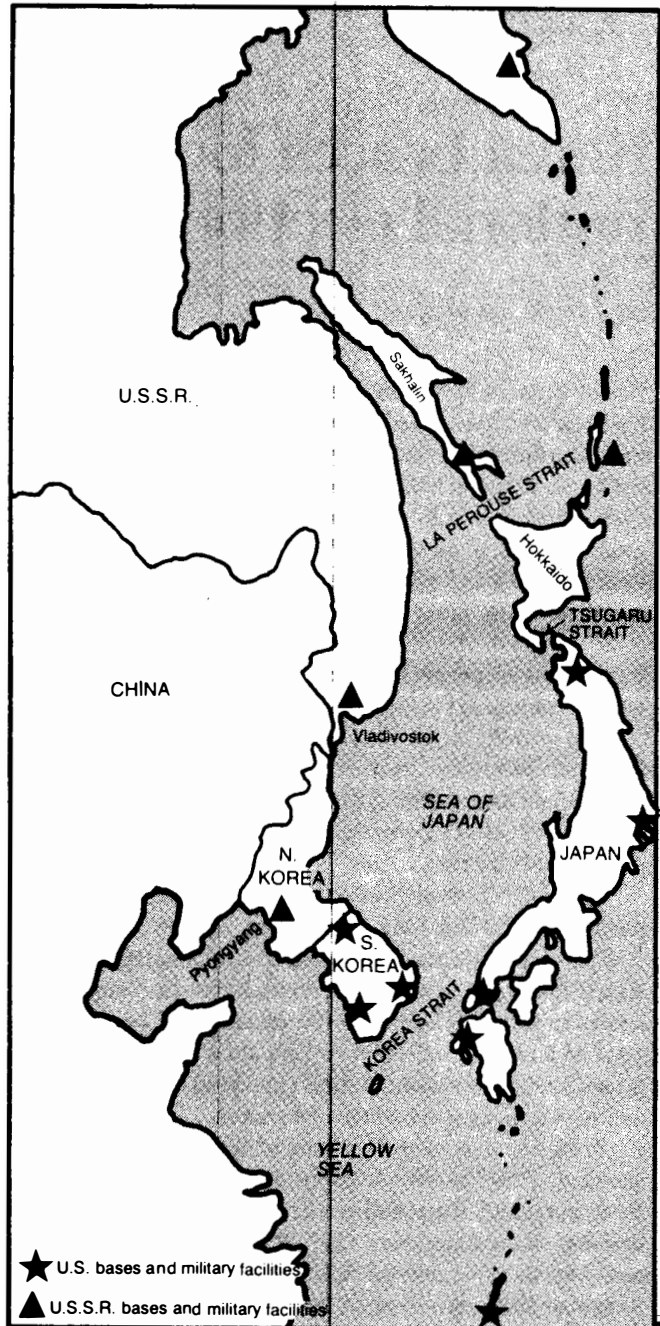 U.S.S.R.
Sakhalin
LA PEROUSE STRAIT
Hokkaido
TSUGARU
STRAIT
CHINA
Vladivostok
SEA OF
JAPAN
N.
KOREA
JAPAN
Pyongyang
S.
KOREA
KOREA STRAIT
YELLOW
SEA
U.S. bases and military facilities
U.S.S.R. bases and military facilities